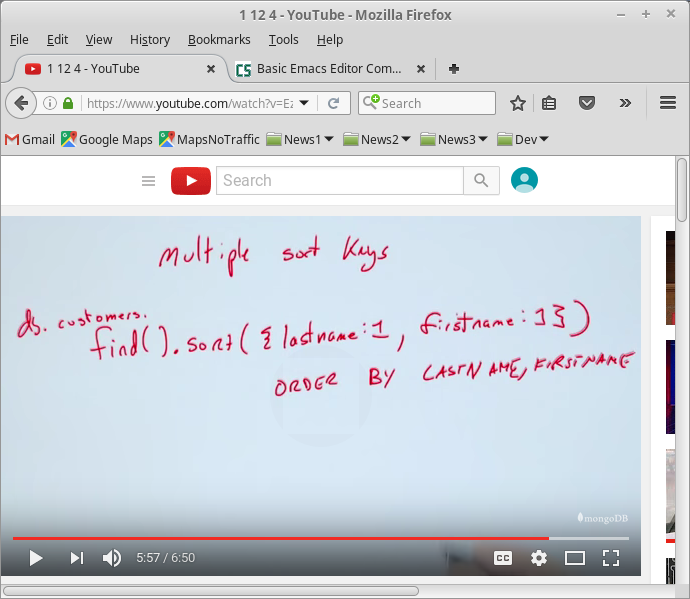 1 12 4 - YouTube - Mozilla Firefox
File Edit View History Bookmarks Tools Help
1 12 4 - YouTube
Basic Emacs Editor Com...
https://www.youtube.com/watch?v=Ez
Search
Gmail Google Maps MapsNoTraffic News1 News2 News3 Dev
Search
Multiple sort Keys
db. customers.
find().sort({lastname:1, firstname:1})
ORDER BY LASTNAME, FIRSTNAME
mongoDB
5:57 / 6:50
CC